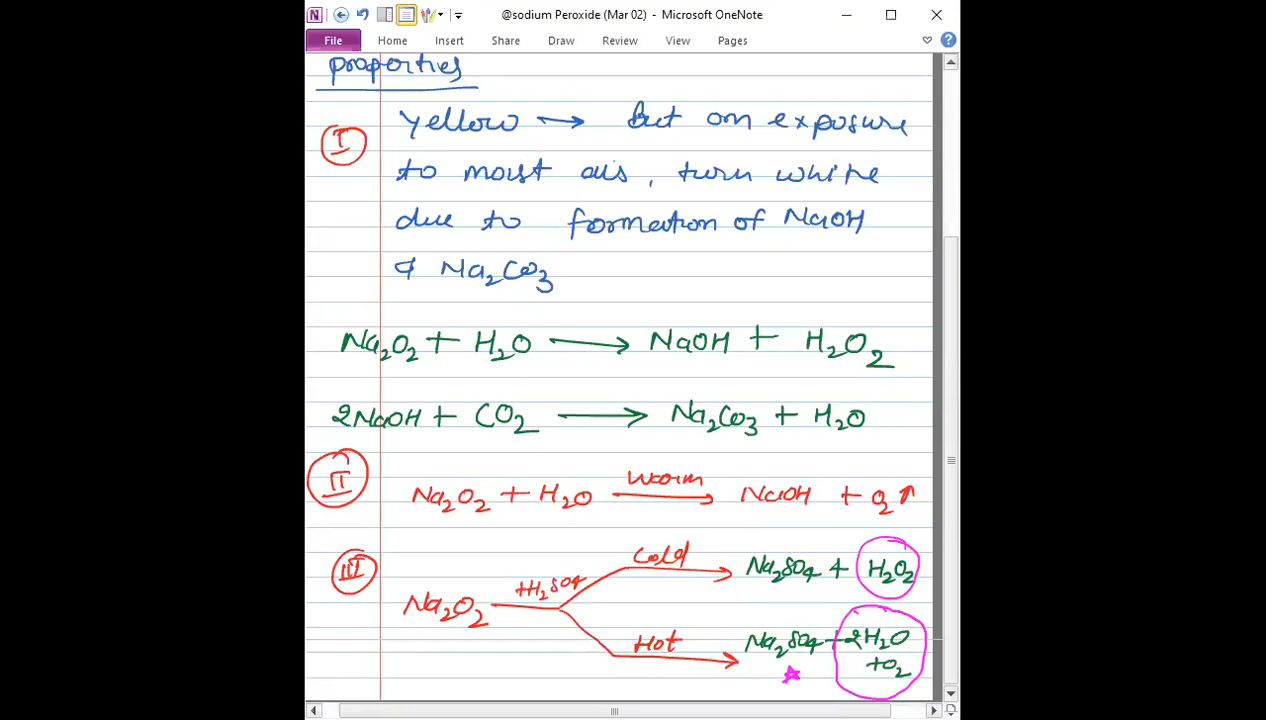 @sodium Peroxide (Mar 02) - Microsoft OneNote
File Home Insert Share Draw Review View Pages
properties
I yellow → But on exposure
to moist air, turn white
due to formation of NaOH
& Na₂CO₃
Na₂O₂ + H₂O → NaOH + H₂O₂
2NaOH + CO₂ → Na₂CO₃ + H₂O
II Na₂O₂ + H₂O warm → NaOH + O₂ ↑
III Na₂O₂ +H₂SO₄
Cold → Na₂SO₄ + H₂O₂
Hot → Na₂SO₄ + 2H₂O
+O₂